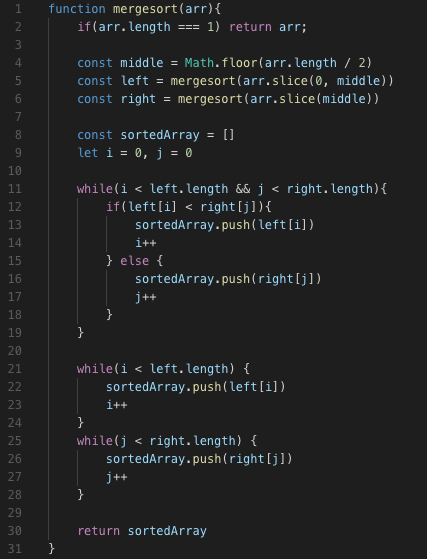 1 function mergesort(arr){
2     if(arr.length === 1) return arr;
3
4     const middle = Math.floor(arr.length / 2)
5     const left = mergesort(arr.slice(0, middle))
6     const right = mergesort(arr.slice(middle))
7
8     const sortedArray = []
9     let i = 0, j = 0
10
11     while(i < left.length && j < right.length){
12         if(left[i] < right[j]){
13             sortedArray.push(left[i])
14             i++
15         } else {
16             sortedArray.push(right[j])
17             j++
18         }
19     }
20
21     while(i < left.length) {
22         sortedArray.push(left[i])
23         i++
24     }
25     while(j < right.length) {
26         sortedArray.push(right[j])
27         j++
28     }
29
30     return sortedArray
31 }